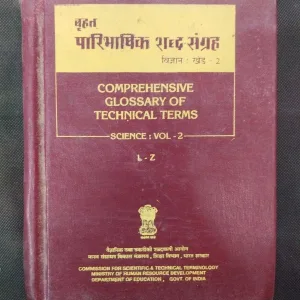 बृहत
पारिभाषिक शब्द संग्रह
विज्ञान : खंड - 2
COMPREHENSIVE
GLOSSARY OF
TECHNICAL TERMS
SCIENCE : VOL - 2
L - Z
वैज्ञानिक तथा तकनीकी शब्दावली आयोग
मानव संसाधन विकास मंत्रालय, शिक्षा विभाग, भारत सरकार
COMMISSION FOR SCIENTIFIC & TECHNICAL TERMINOLOGY
MINISTRY OF HUMAN RESOURCE DEVELOPMENT
DEPARTMENT OF EDUCATION, GOVT. OF INDIA